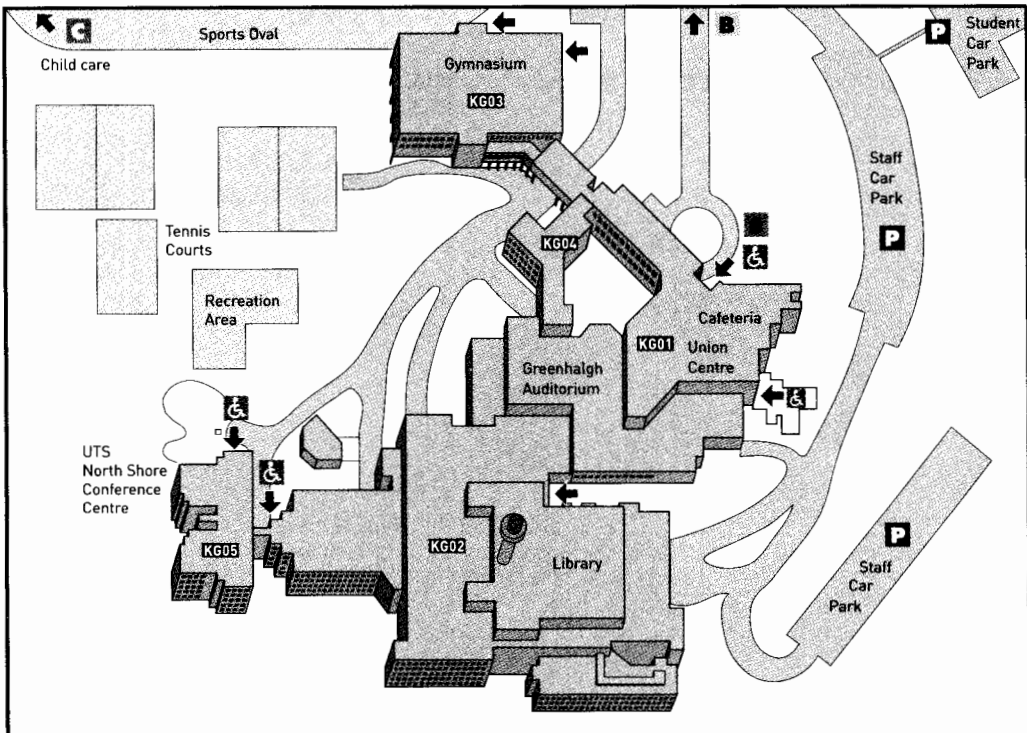 C
Sports Oval
B
P
Student
Car
Park
Child care
Gymnasium
KG03
Staff
Car
Park
P
Tennis
Courts
KG04
Recreation
Area
Cafeteria
KG01
Union
Centre
Greenhalgh
Auditorium
UTS
North Shore
Conference
Centre
KG05
KG02
Library
P
Staff
Car
Park